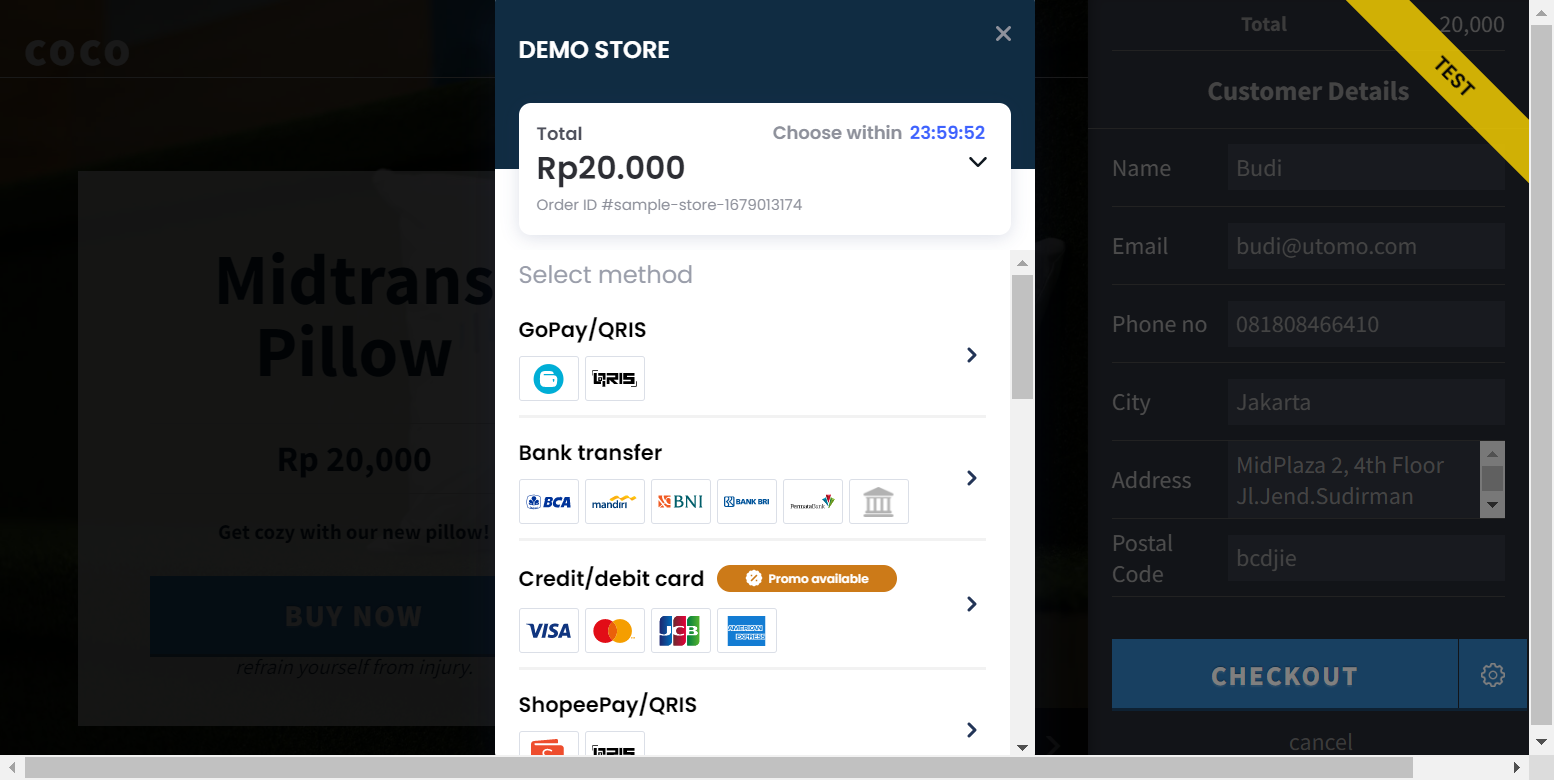 coco
Midtrans
Pillow
Rp 20,000
Get cozy with our new pillow!
BUY NOW
refrain yourself from injury.
DEMO STORE
Total
Choose within 23:59:52
Rp20.000
Order ID #sample-store-1679013174
Select method
GoPay/QRIS
QRIS
Bank transfer
BCA
mandiri
BNI
BANK BRI
PermataBank
Credit/debit card
Promo available
VISA
JCB
AMERICAN
EXPRESS
ShopeePay/QRIS
Total
20,000
TEST
Customer Details
Name
Budi
Email
budi@utomo.com
Phone no
081808466410
City
Jakarta
Address
MidPlaza 2, 4th Floor
Jl.Jend.Sudirman
Postal
Code
bcdjie
CHECKOUT
cancel